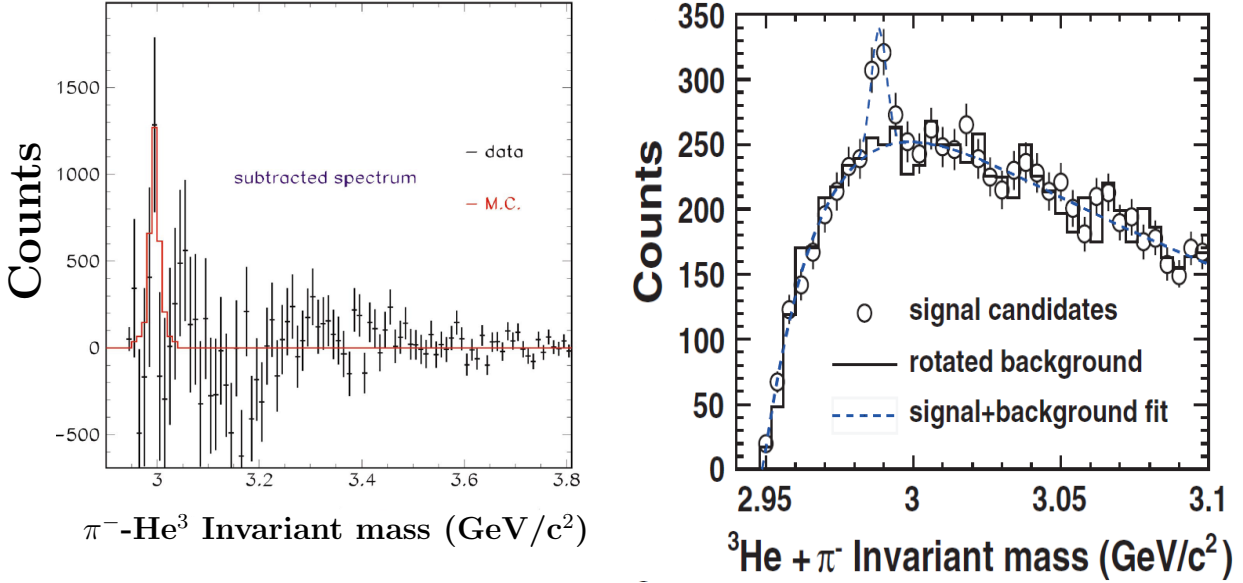 1500
1000
500
0
−500
Counts
– data
subtracted spectrum
– M.C.
3 3.2 3.4 3.6 3.8
π⁻-He³ Invariant mass (GeV/c²)
350
300
250
200
150
100
50
0
Counts
signal candidates
rotated background
signal+background fit
2.95 3 3.05 3.1
³He + π⁻ Invariant mass (GeV/c²)